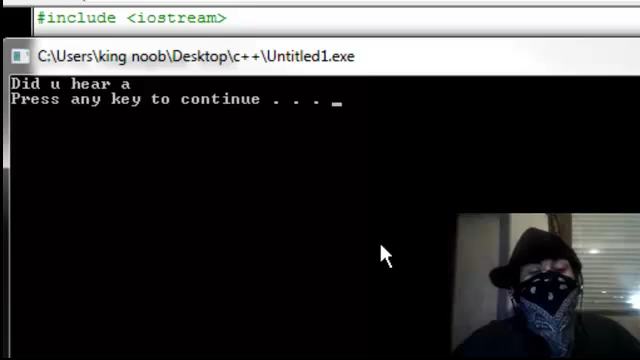 #include <iostream>
C:\Users\king noob\Desktop\c++\Untitled1.exe
Did u hear a
Press any key to continue . . . _